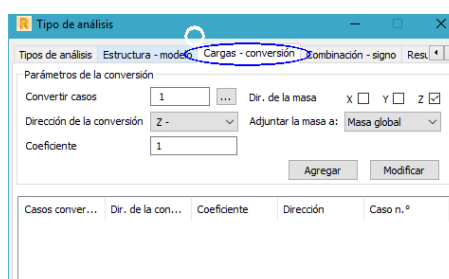 R Tipo de análisis
Tipos de análisis Estructura - modelo Cargas - conversión Combinación - signo Resu
Parámetros de la conversión
Convertir casos 1 ... Dir. de la masa X Y Z
Dirección de la conversión Z - Adjuntar la masa a: Masa global
Coeficiente 1
Agregar Modificar
Casos conver... Dir. de la con... Coeficiente Dirección Caso n.º